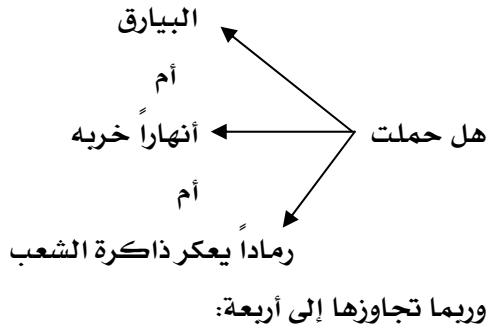 البيارق
أم
هل حملت أنهاراً خربه
أم
رماداً يعكر ذاكرة الشعب
وربما تجاوزها إلى أربعة: